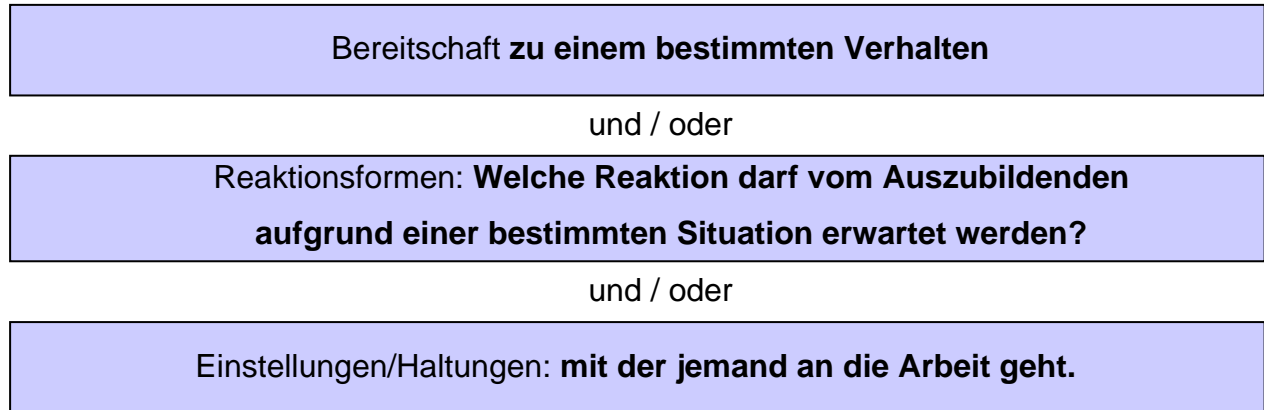 Bereitschaft zu einem bestimmten Verhalten
und / oder
Reaktionsformen: Welche Reaktion darf vom Auszubildenden
aufgrund einer bestimmten Situation erwartet werden?
und / oder
Einstellungen/Haltungen: mit der jemand an die Arbeit geht.